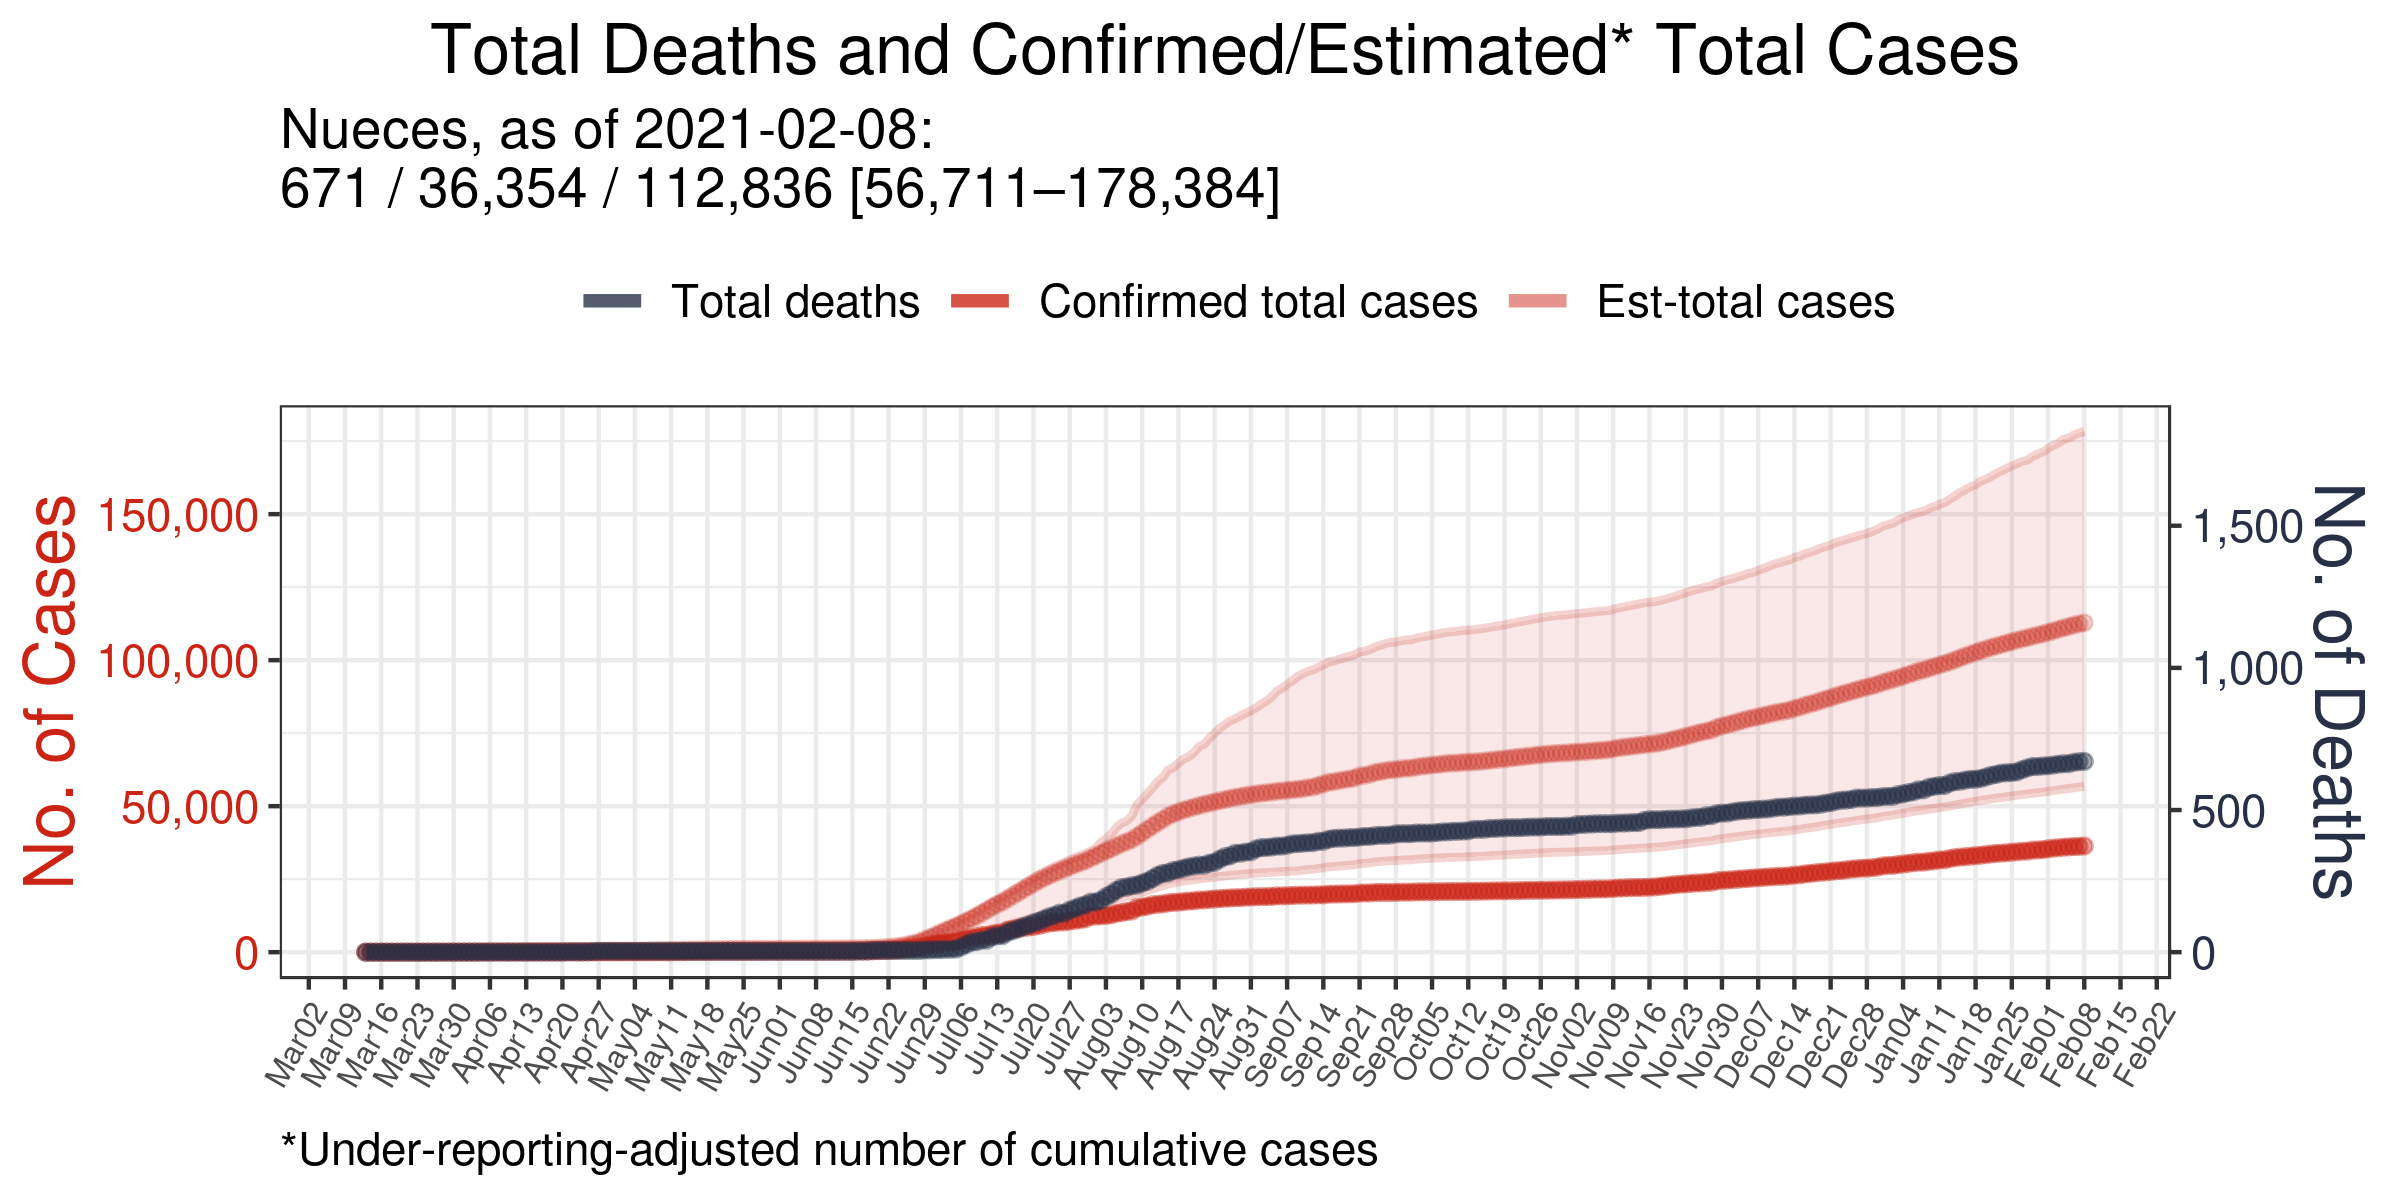 Total Deaths and Confirmed/Estimated* Total Cases
Nueces, as of 2021-02-08:
671 / 36,354 / 112,836 [56,711–178,384]
Total deaths
Confirmed total cases
Est-total cases
No. of Cases
150,000
100,000
50,000
0
1,500
1,000
500
0
No. of Deaths
Mar02
Mar09
Mar16
Mar23
Mar30
Apr06
Apr13
Apr20
Apr27
May04
May11
May18
May25
Jun01
Jun08
Jun15
Jun22
Jun29
Jul06
Jul13
Jul20
Jul27
Aug03
Aug10
Aug17
Aug24
Aug31
Sep07
Sep14
Sep21
Sep28
Oct05
Oct12
Oct19
Oct26
Nov02
Nov09
Nov16
Nov23
Nov30
Dec07
Dec14
Dec21
Dec28
Jan04
Jan11
Jan18
Jan25
Feb01
Feb08
Feb15
Feb22
*Under-reporting-adjusted number of cumulative cases